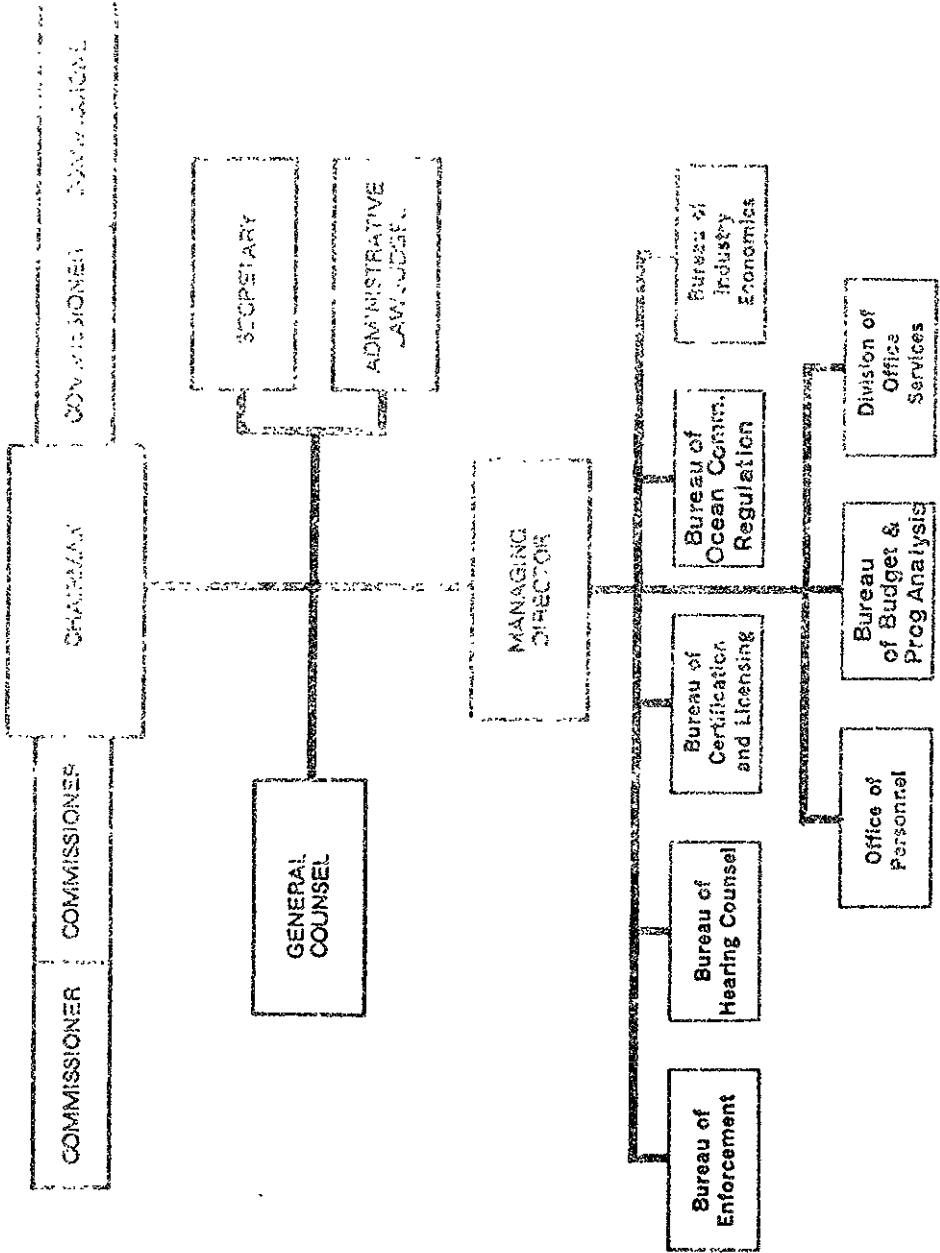 COMMISSIONER
COMMISSIONER
CHAIRMAN
COMMISSIONER
GENERAL
COUNSEL
SECRETARY
ADMINISTRATIVE
LAW JUDGES
MANAGING
DIRECTOR
Bureau of
Enforcement
Bureau of
Hearing Counsel
Bureau of
Certification
and Licensing
Bureau of
Ocean Comm.
Regulation
Bureau of
Industry
Economics
Office of
Personnel
Bureau
of Budget &
Prog Analysis
Division of
Office
Services